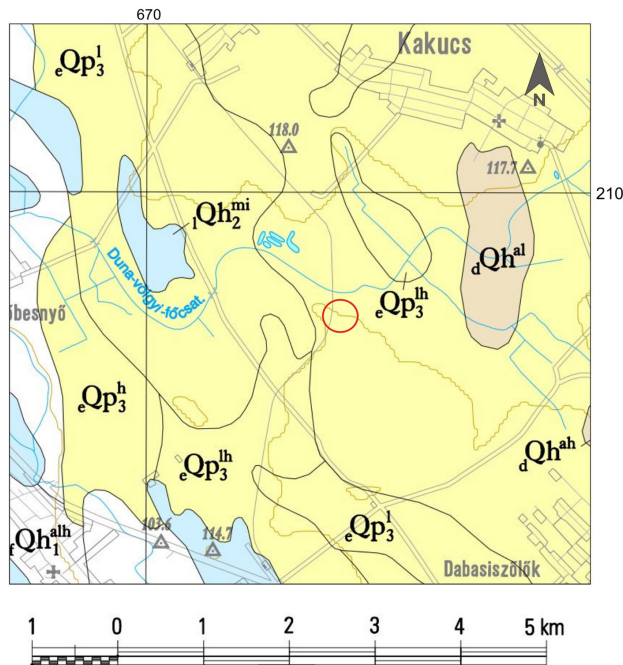 670
Kakucs
eQp₃ˡ
N
118.0
117.7
210
lQh₂ᵐⁱ
dQhᵃˡ
Duna-völgyi-főcsat.
eQp₃ˡʰ
őbesnyő
eQp₃ʰ
dQhᵃʰ
eQp₃ˡʰ
eQp₃ˡ
fQh₁ᵃˡʰ
103.6
114.7
Dabasiszőlők
1 0 1 2 3 4 5 km